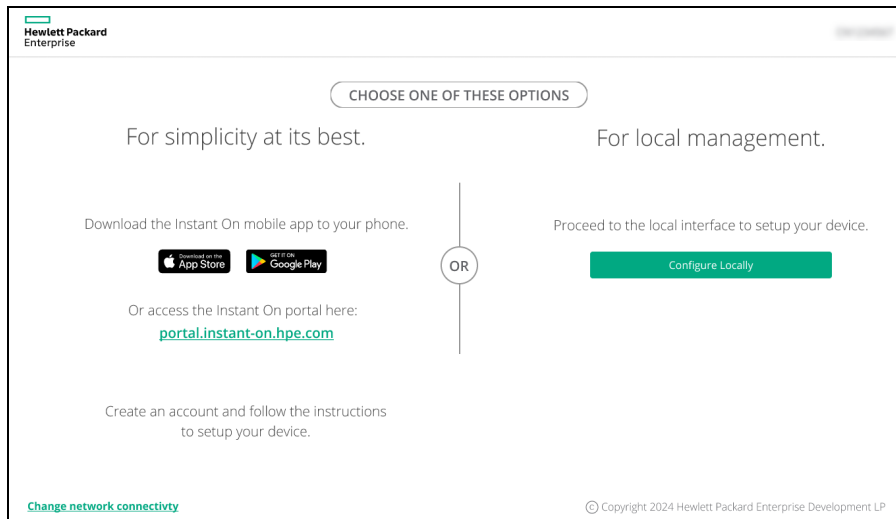 Hewlett Packard
Enterprise
CHOOSE ONE OF THESE OPTIONS
For simplicity at its best.
Download the Instant On mobile app to your phone.
Download on the
App Store
GET IT ON
Google Play
Or access the Instant On portal here:
portal.instant-on.hpe.com
Create an account and follow the instructions
to setup your device.
OR
For local management.
Proceed to the local interface to setup your device.
Configure Locally
Change network connectivty
© Copyright 2024 Hewlett Packard Enterprise Development LP